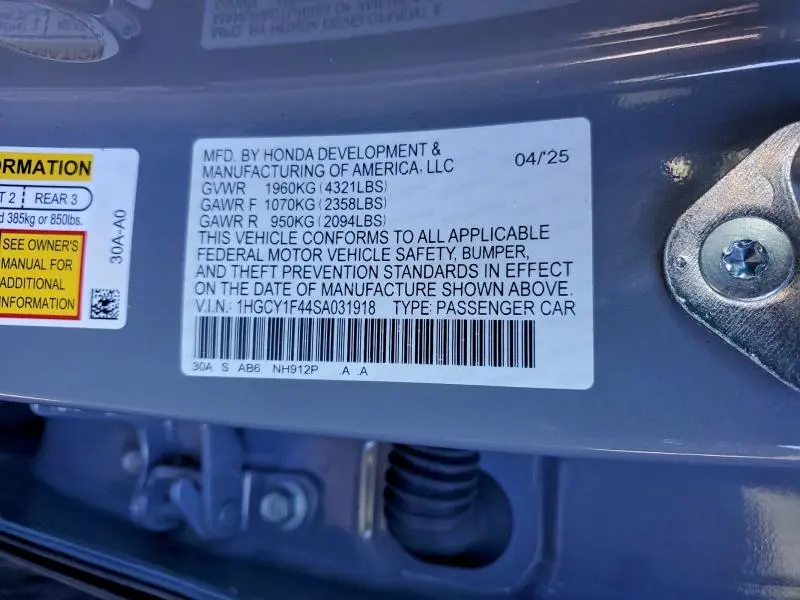 ORMATION
T 2 | REAR 3
d 385kg or 850lbs.
SEE OWNER'S
MANUAL FOR
ADDITIONAL
INFORMATION
30A-A0
MFD. BY HONDA DEVELOPMENT & 04/'25
MANUFACTURING OF AMERICA, LLC
GVWR 1960KG (4321LBS)
GAWR F 1070KG (2358LBS)
GAWR R 950KG (2094LBS)
THIS VEHICLE CONFORMS TO ALL APPLICABLE
FEDERAL MOTOR VEHICLE SAFETY, BUMPER,
AND THEFT PREVENTION STANDARDS IN EFFECT
ON THE DATE OF MANUFACTURE SHOWN ABOVE.
V.I.N.: 1HGCY1F44SA031918 TYPE: PASSENGER CAR
30A S AB6 NH912P .A .A